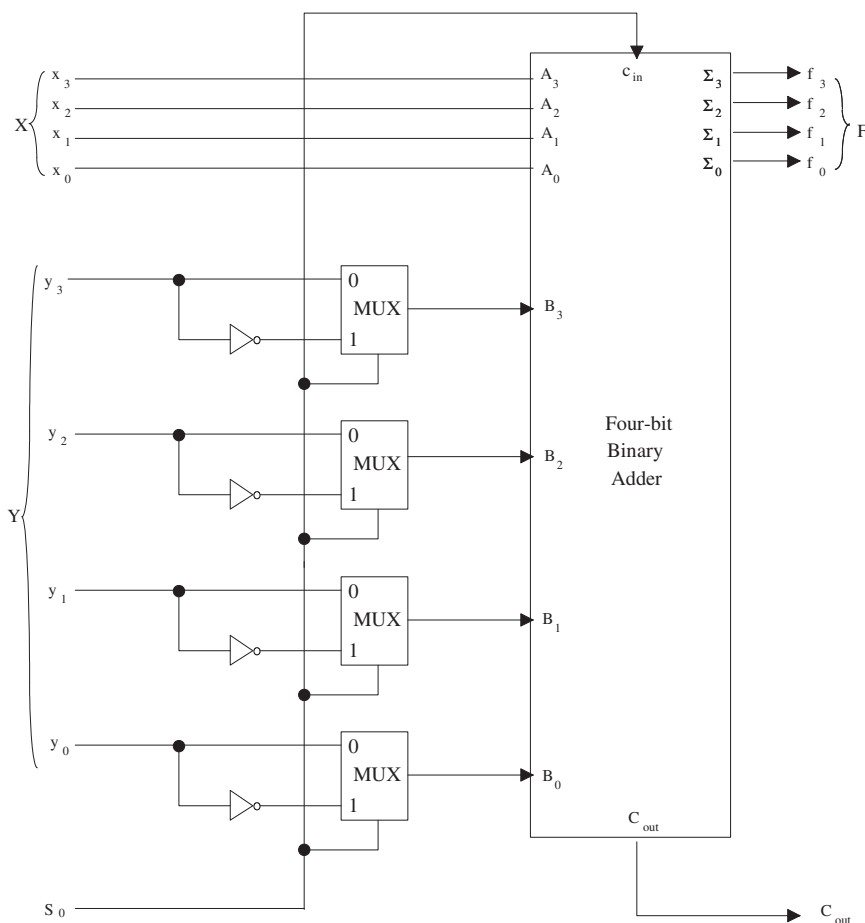 X
x3
x2
x1
x0
A3
A2
A1
A0
cin
Σ3
Σ2
Σ1
Σ0
f3
f2
f1
f0
F
Y
y3
0
MUX
1
B3
y2
0
MUX
1
B2
Four-bit
Binary
Adder
y1
0
MUX
1
B1
y0
0
MUX
1
B0
Cout
S0
Cout